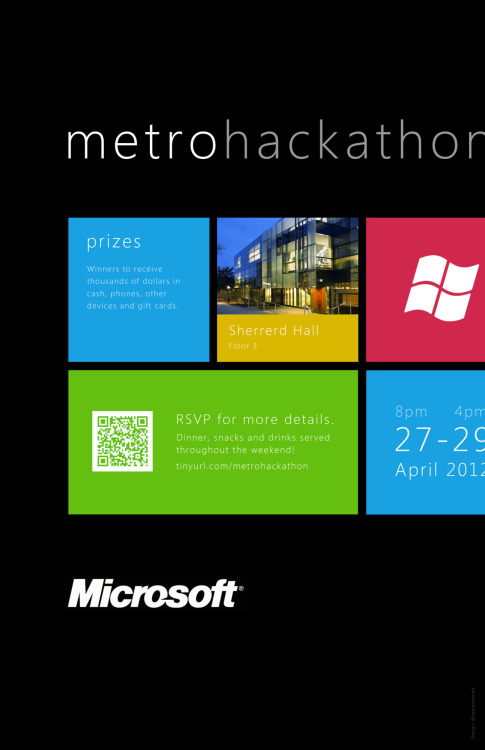 metrohackathon
prizes
Winners to receive
thousands of dollars in
cash, phones, other
devices and gift cards.
Sherrerd Hall
Floor 3
RSVP for more details.
Dinner, snacks and drinks served
throughout the weekend!
tinyurl.com/metrohackathon
8pm 4pm
27-29
April 2012
Microsoft®